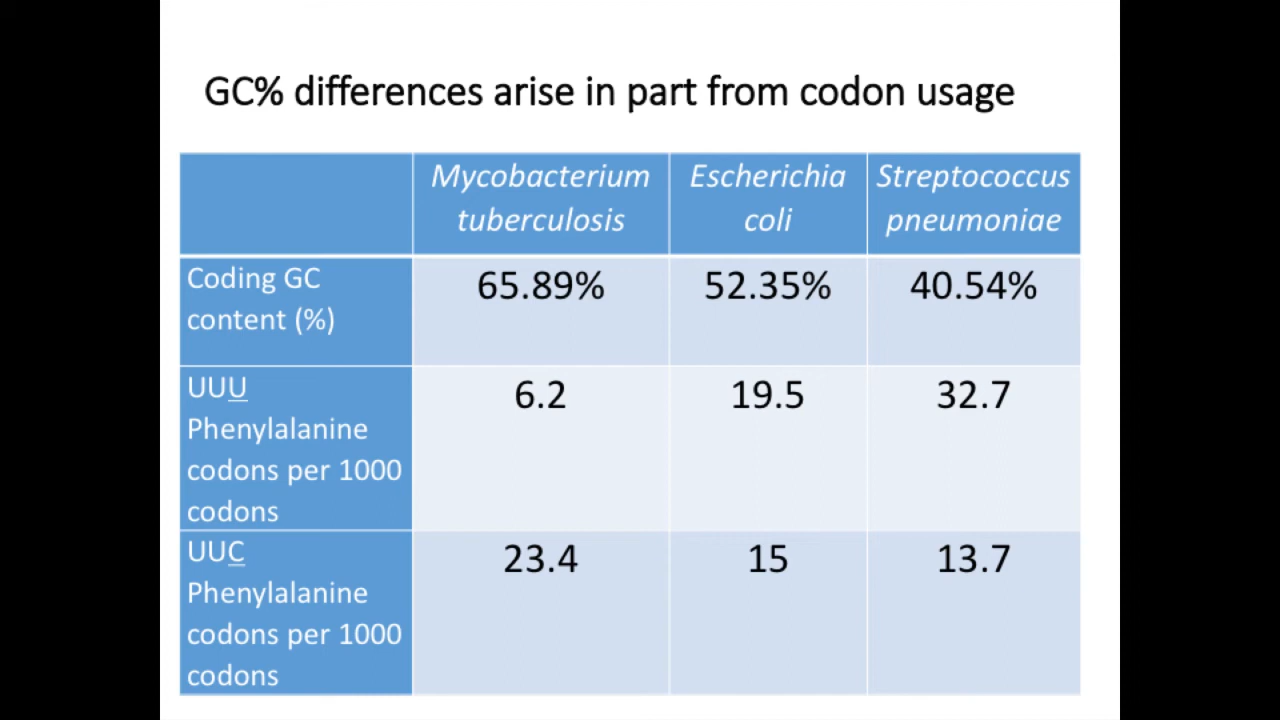 GC% differences arise in part from codon usage
Mycobacterium tuberculosis
Escherichia coli
Streptococcus pneumoniae
Coding GC content (%)
65.89%
52.35%
40.54%
UUU Phenylalanine codons per 1000 codons
6.2
19.5
32.7
UUC Phenylalanine codons per 1000 codons
23.4
15
13.7